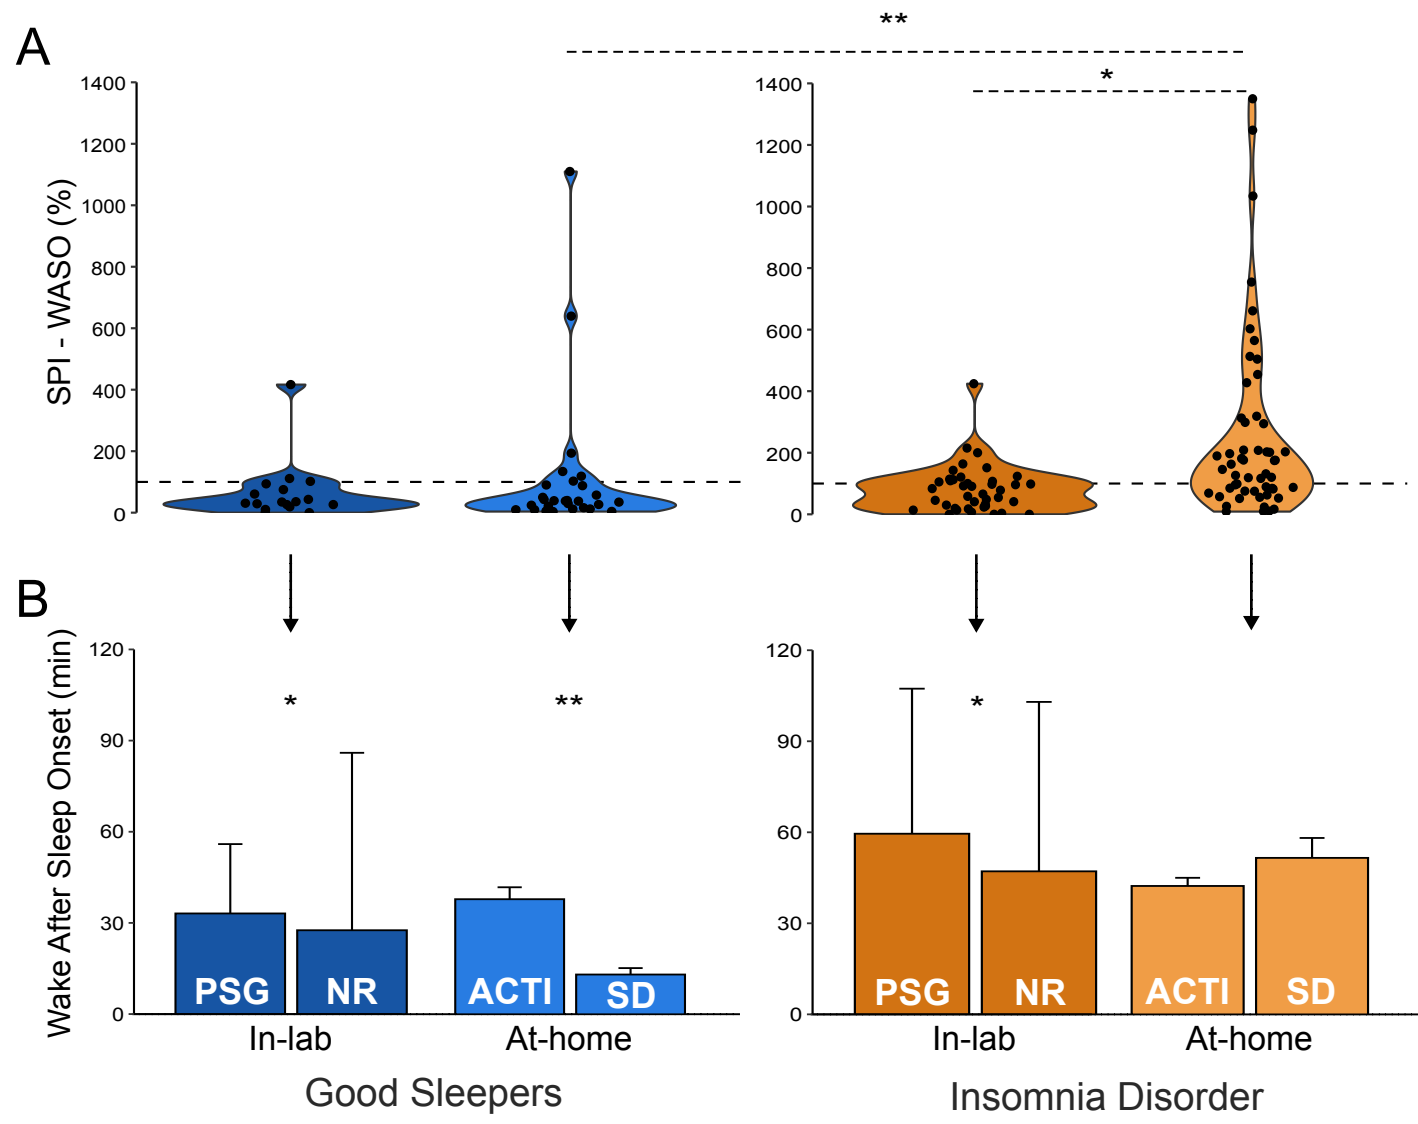 A
**
*
SPI - WASO (%)
1400
1200
1000
800
600
400
200
0
1400
1200
1000
800
600
400
200
0
B
Wake After Sleep Onset (min)
120
90
60
30
0
*
**
PSG
NR
ACTI
SD
120
90
60
30
0
*
PSG
NR
ACTI
SD
In-lab
At-home
In-lab
At-home
Good Sleepers
Insomnia Disorder